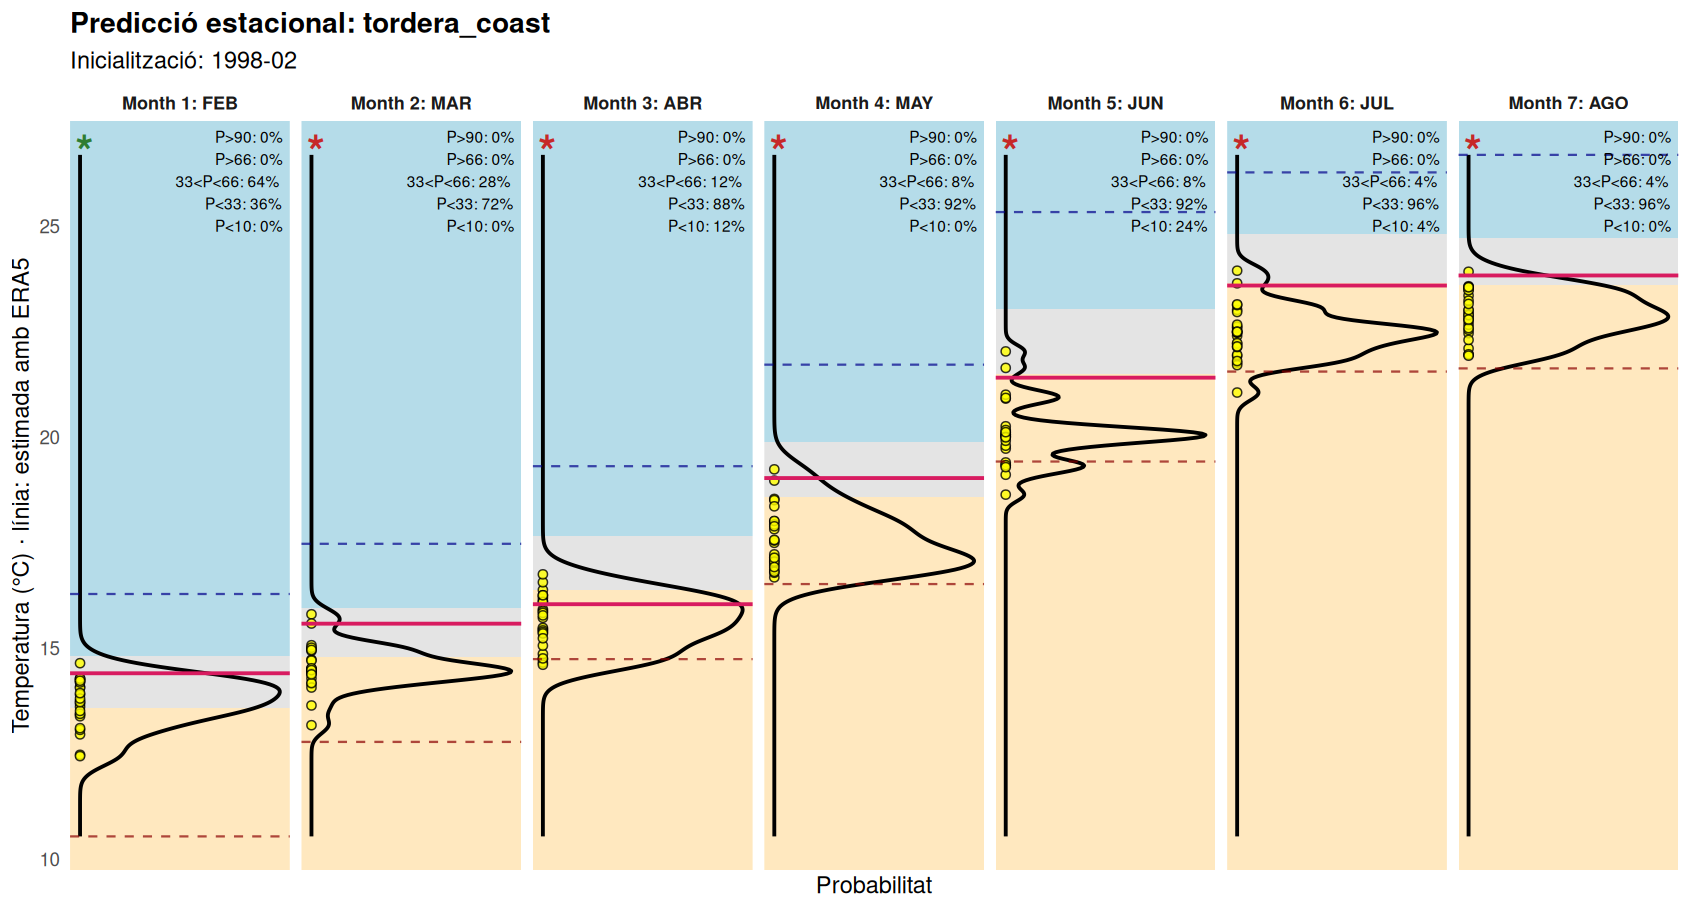 Predicció estacional: tordera_coast
Inicialització: 1998-02
Month 1: FEB
Month 2: MAR
Month 3: ABR
Month 4: MAY
Month 5: JUN
Month 6: JUL
Month 7: AGO
*
P>90: 0%
P>66: 0%
33<P<66: 64%
P<33: 36%
P<10: 0%
*
P>90: 0%
P>66: 0%
33<P<66: 28%
P<33: 72%
P<10: 0%
*
P>90: 0%
P>66: 0%
33<P<66: 12%
P<33: 88%
P<10: 12%
*
P>90: 0%
P>66: 0%
33<P<66: 8%
P<33: 92%
P<10: 0%
*
P>90: 0%
P>66: 0%
33<P<66: 8%
P<33: 92%
P<10: 24%
*
P>90: 0%
P>66: 0%
33<P<66: 4%
P<33: 96%
P<10: 4%
*
P>90: 0%
P>66: 0%
33<P<66: 4%
P<33: 96%
P<10: 0%
25
20
15
10
Temperatura (°C) · línia: estimada amb ERA5
Probabilitat